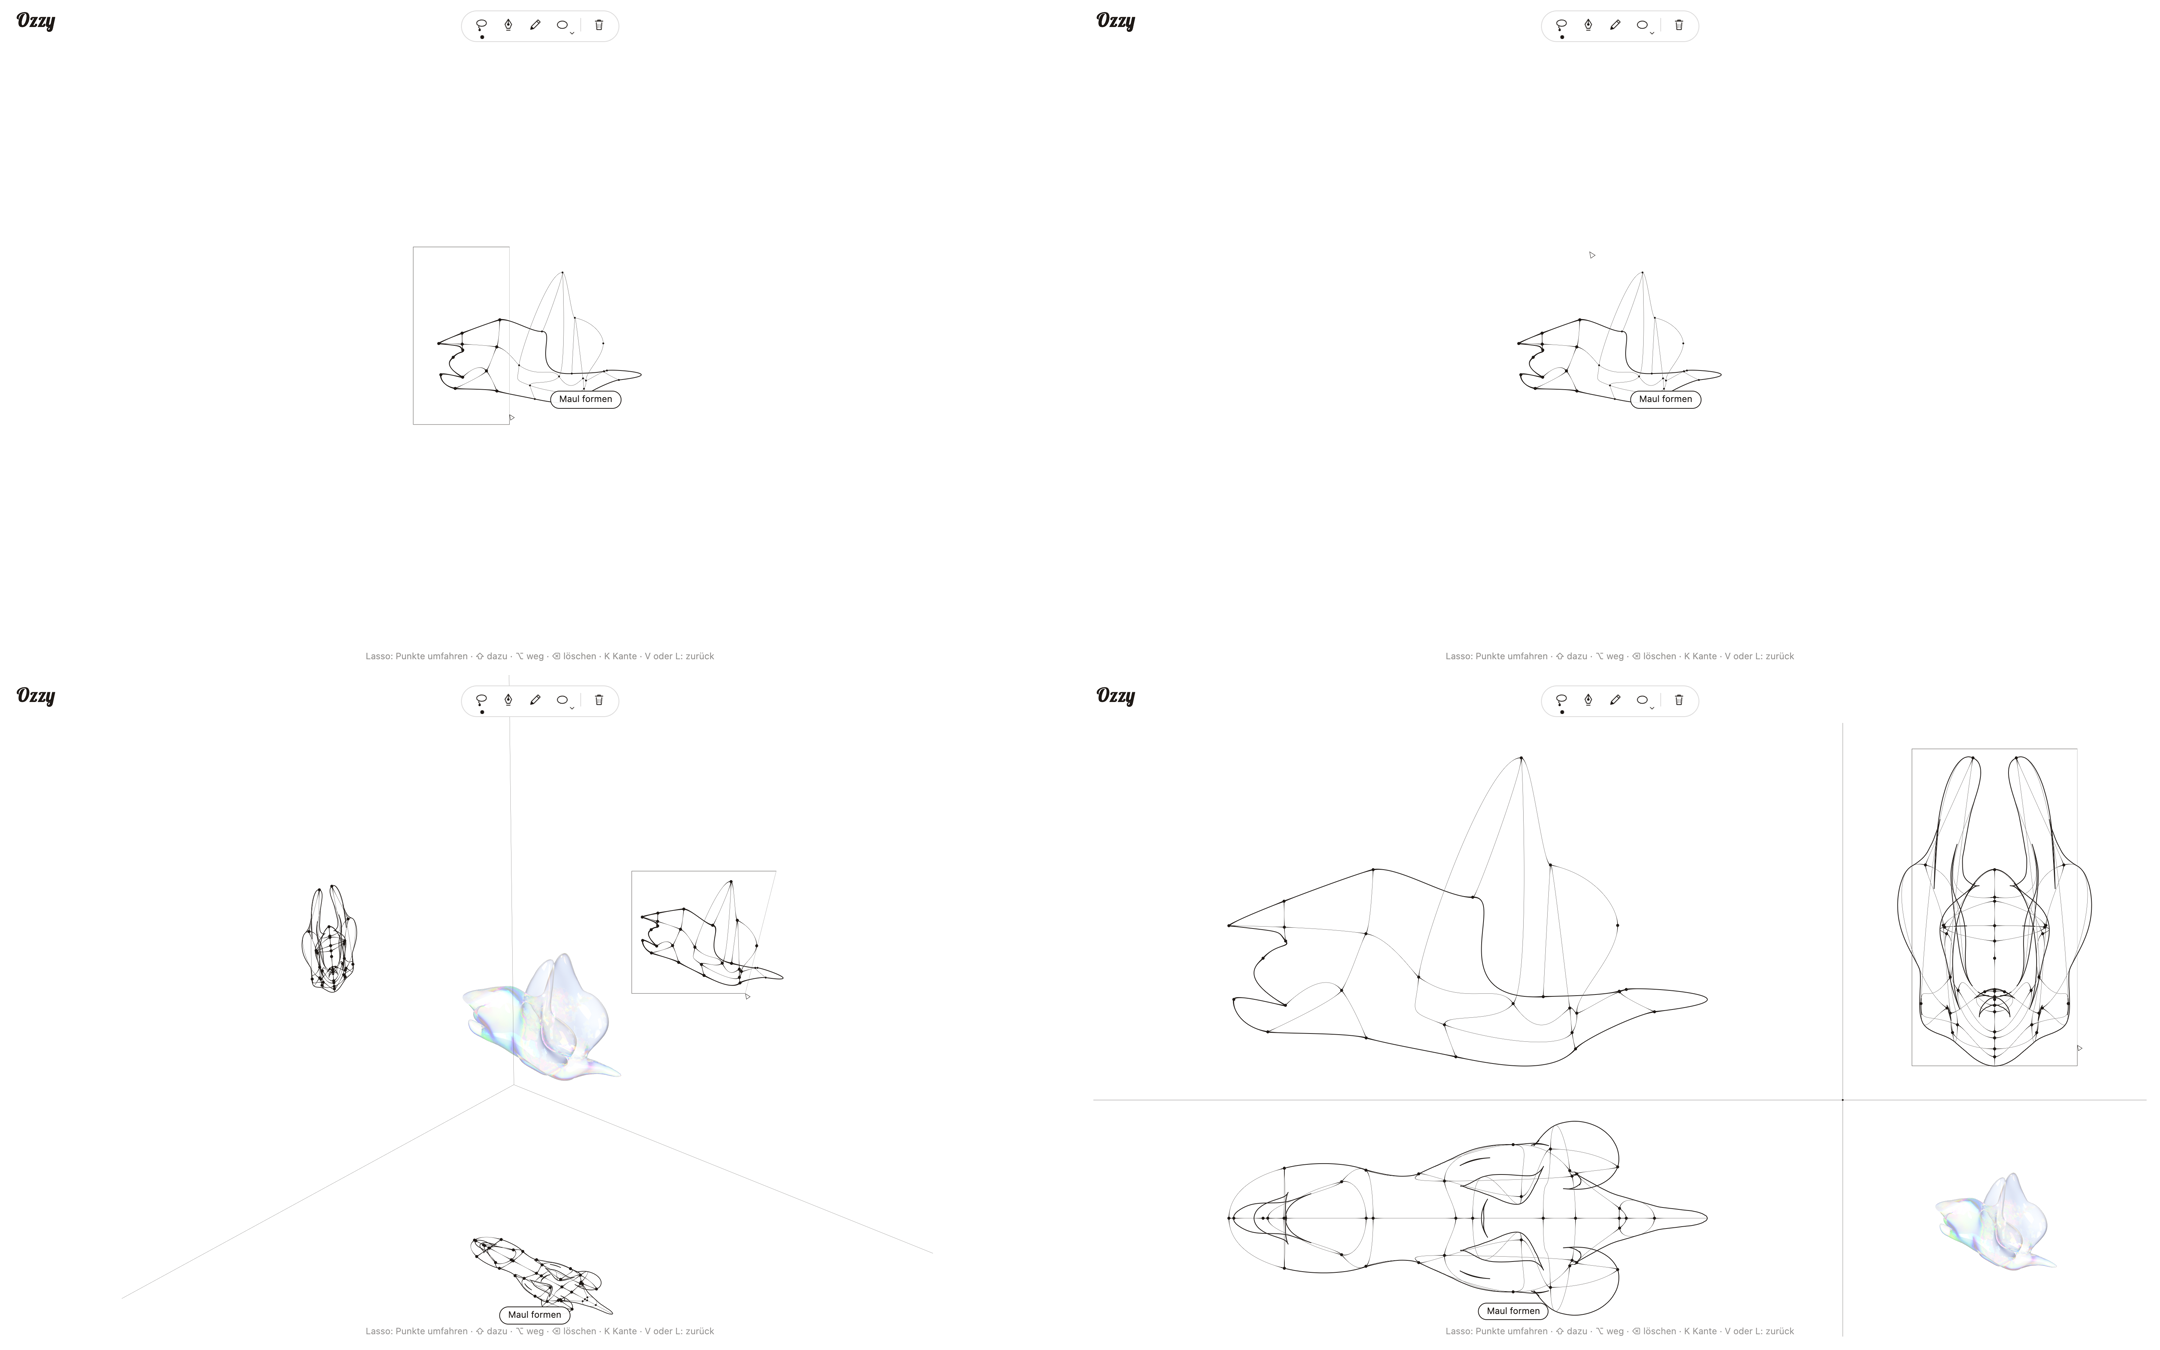 Ozzy
Maul formen
Lasso: Punkte umfahren · ⇧ dazu · ⌥ weg · ⌫ löschen · K Kante · V oder L: zurück
Ozzy
Maul formen
Lasso: Punkte umfahren · ⇧ dazu · ⌥ weg · ⌫ löschen · K Kante · V oder L: zurück
Ozzy
Maul formen
Lasso: Punkte umfahren · ⇧ dazu · ⌥ weg · ⌫ löschen · K Kante · V oder L: zurück
Ozzy
Maul formen
Lasso: Punkte umfahren · ⇧ dazu · ⌥ weg · ⌫ löschen · K Kante · V oder L: zurück